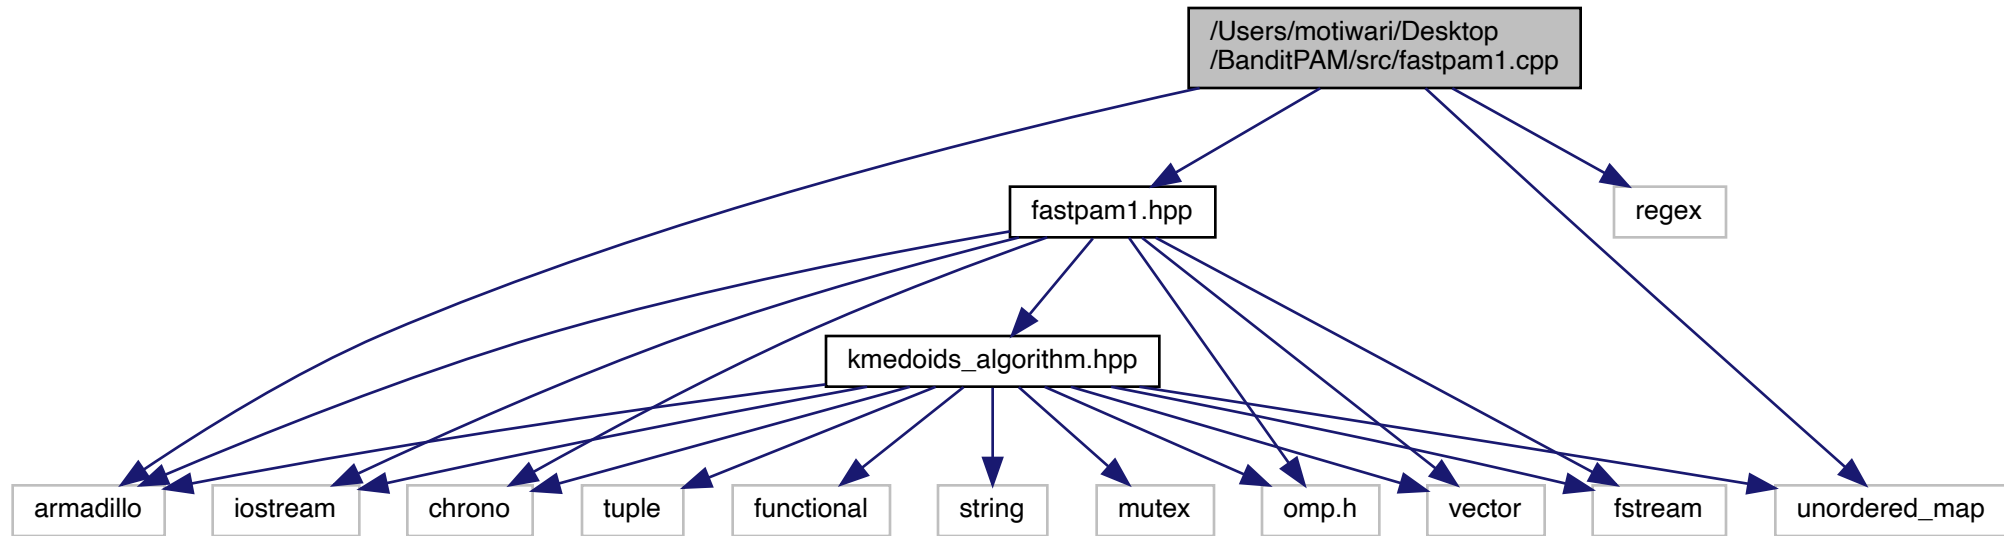 /Users/motiwari/Desktop
/BanditPAM/src/fastpam1.cpp
fastpam1.hpp
regex
kmedoids_algorithm.hpp
armadillo
iostream
chrono
tuple
functional
string
mutex
omp.h
vector
fstream
unordered_map